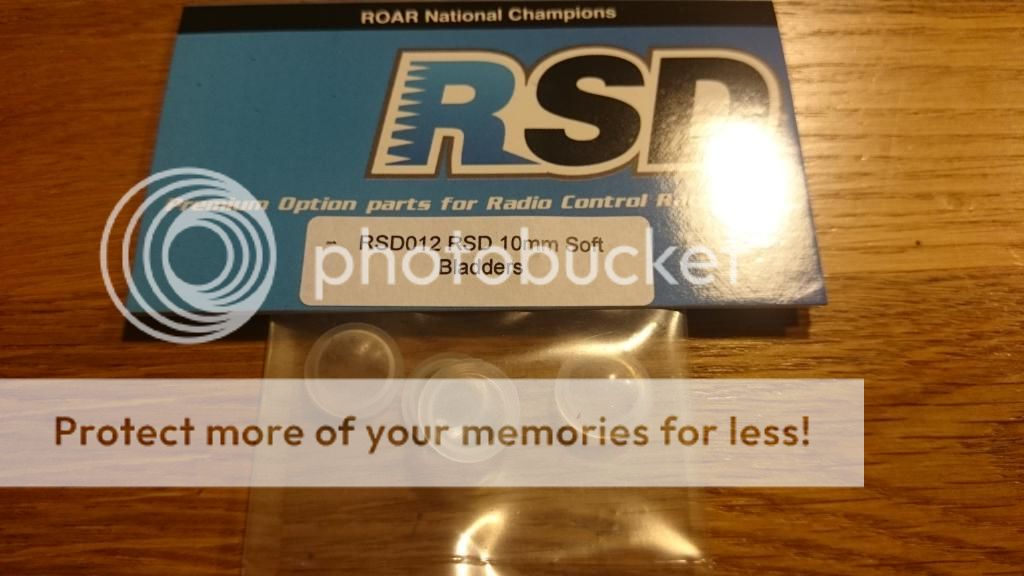 ROAR National Champions
RSD
Premium Option parts for Radio Control
RSD012 RSD 10mm Soft
Bladders
photobucket
Protect more of your memories for less!